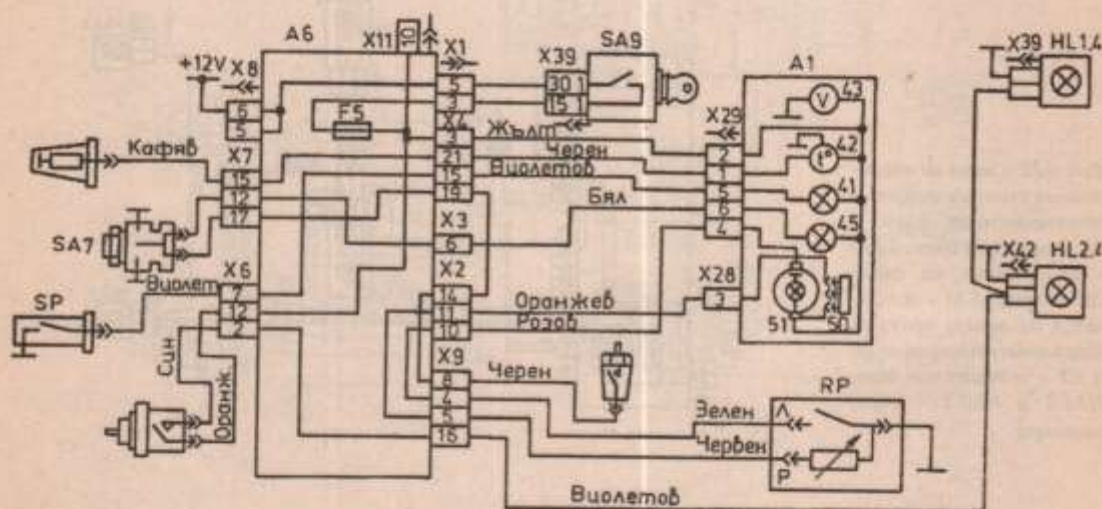 A6
X11
10
X1
X39
SA9
X39
HL1,4
+12V
X8
5
30 1
A1
6
3
15 1
43
5
F5
X4
X29
V
3
Жълт
2
42
Кафяв
X7
21
Черен
1
t°
15
15
Виолетов
5
41
12
19
Бял
6
45
17
X3
4
SA7
6
X42
HL2,4
X6
X2
X28
Виолет
SP
7
14
Оранжев
3
12
11
Розов
51
S0
2
10
X9
Син
Оранж.
8
Черен
RP
4
Зелен
Л
5
Червен
16
Р
Виолетов